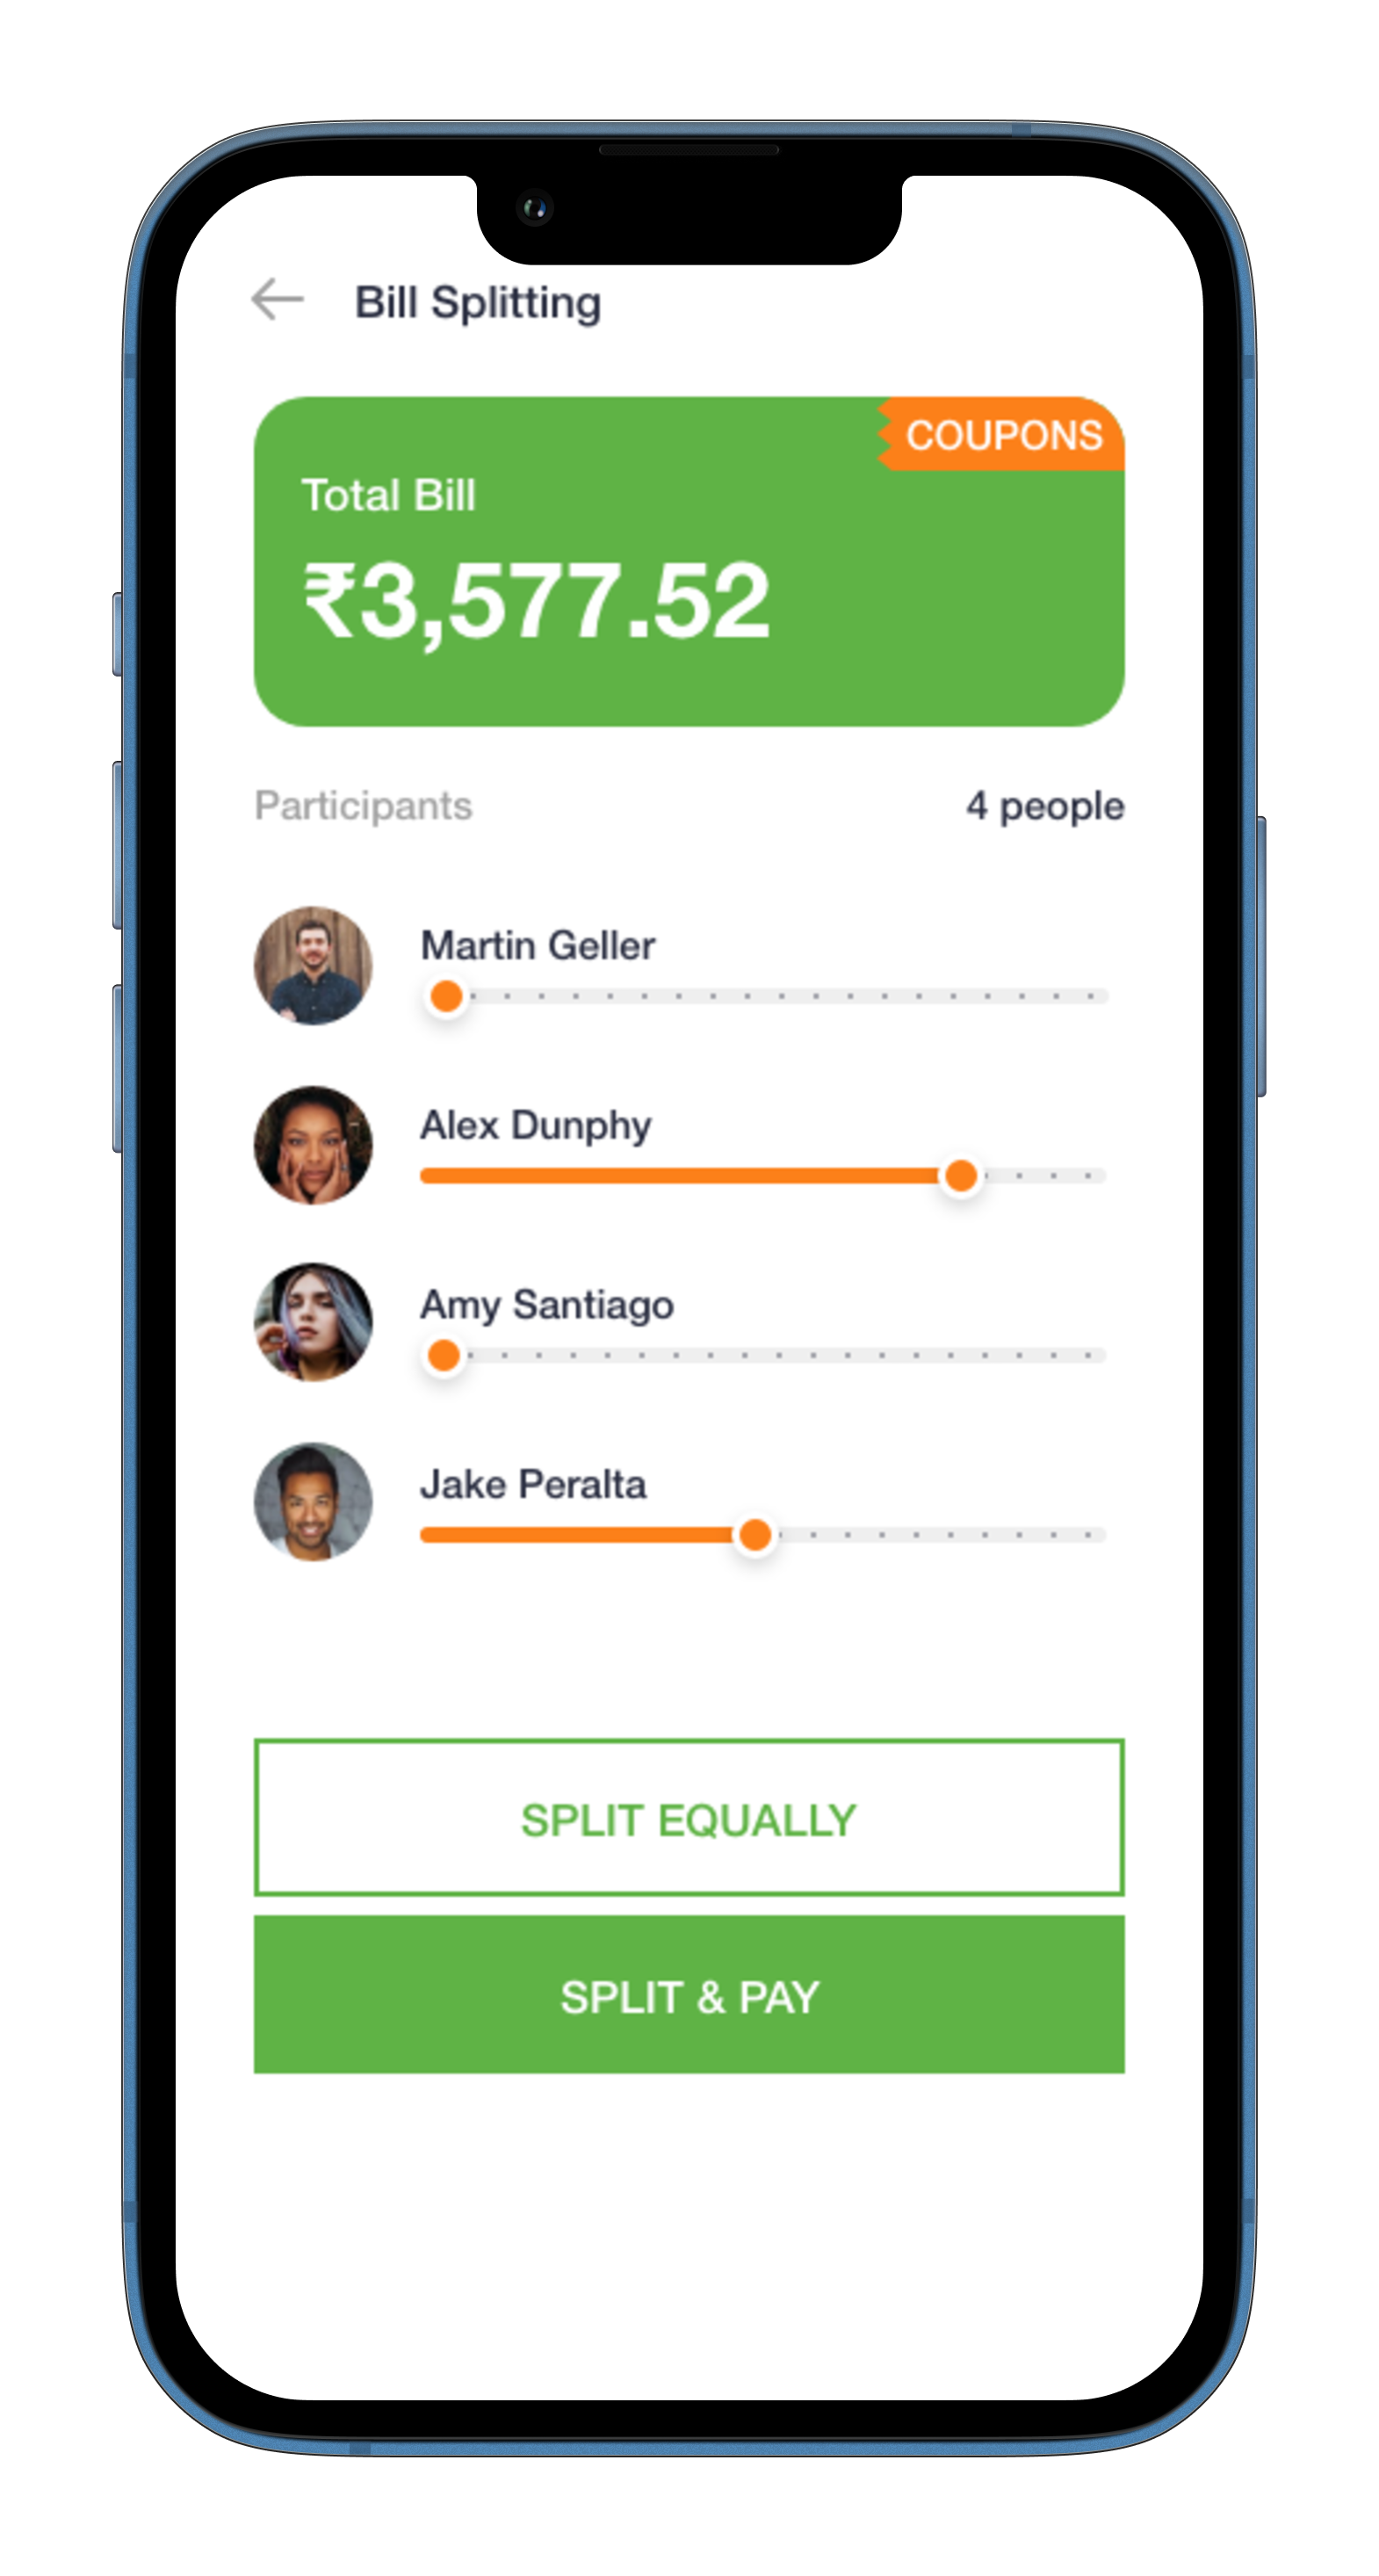 Bill Splitting
COUPONS
Total Bill
₹3,577.52
Participants
4 people
Martin Geller
Alex Dunphy
Amy Santiago
Jake Peralta
SPLIT EQUALLY
SPLIT & PAY